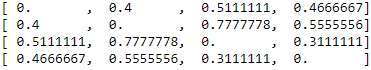 [ 0.       , 0.4      , 0.5111111, 0.4666667]
[ 0.4      , 0.       , 0.7777778, 0.5555556]
[ 0.5111111, 0.7777778, 0.       , 0.3111111]
[ 0.4666667, 0.5555556, 0.3111111, 0.       ]